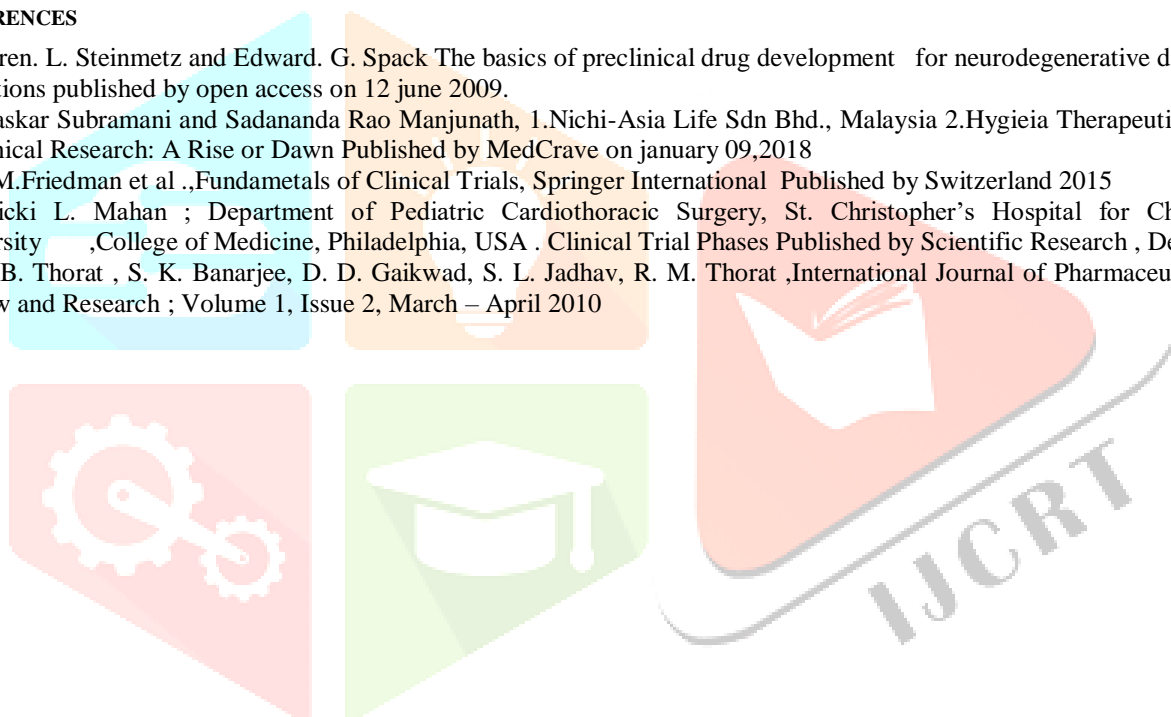 RENCES
ren. L. Steinmetz and Edward. G. Spack The basics of preclinical drug development for neurodegenerative d
tions published by open access on 12 june 2009.
askar Subramani and Sadananda Rao Manjunath, 1.Nichi-Asia Life Sdn Bhd., Malaysia 2.Hygieia Therapeuti
nical Research: A Rise or Dawn Published by MedCrave on january 09,2018
M.Friedman et al .,Fundametals of Clinical Trials, Springer International Published by Switzerland 2015
icki L. Mahan ; Department of Pediatric Cardiothoracic Surgery, St. Christopher’s Hospital for Ch
rsity ,College of Medicine, Philadelphia, USA . Clinical Trial Phases Published by Scientific Research , De
B. Thorat , S. K. Banarjee, D. D. Gaikwad, S. L. Jadhav, R. M. Thorat ,International Journal of Pharmaceu
w and Research ; Volume 1, Issue 2, March – April 2010
IJCRT